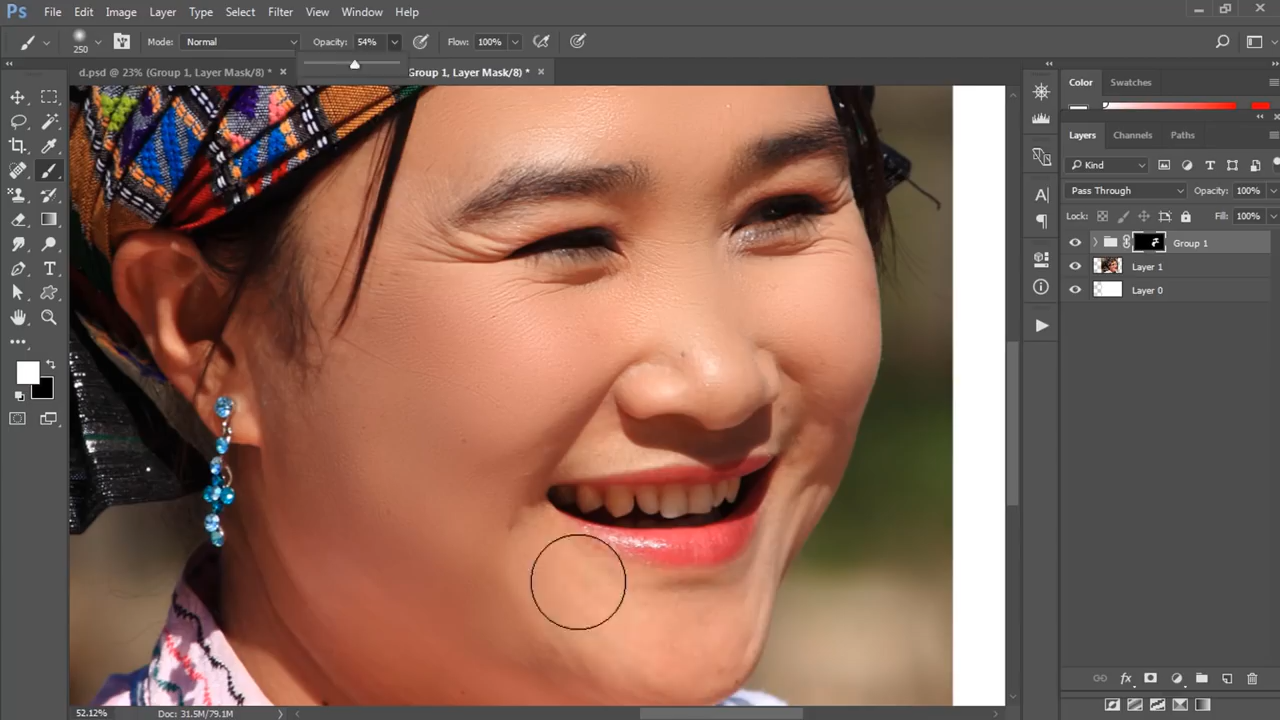 Ps File Edit Image Layer Type Select Filter View Window Help
250 Mode: Normal Opacity: 54% Flow: 100%
d.psd @ 23% (Group 1, Layer Mask/8) * × Group 1, Layer Mask/8) * ×
Color Swatches
Layers Channels Paths
Kind
Pass Through Opacity: 100%
Lock: Fill: 100%
Group 1
Layer 1
Layer 0
52.12% Doc: 31.5M/79.1M